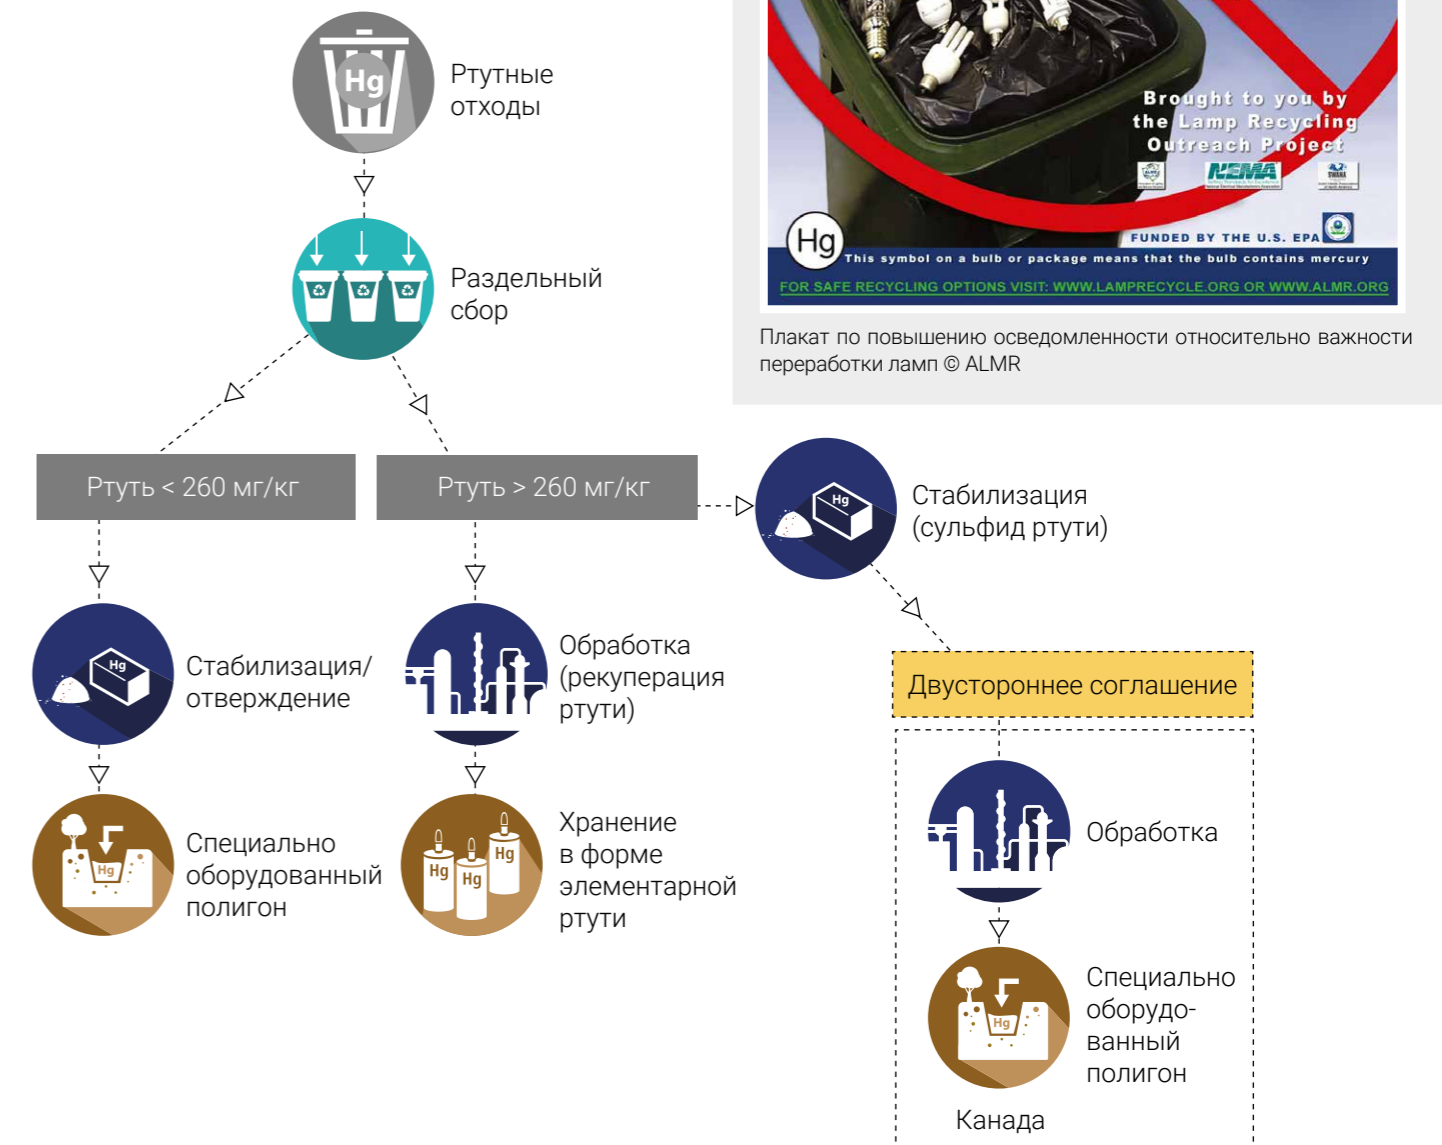 Hg
Ртутные
отходы
Раздельный
сбор
Brought to you by
the Lamp Recycling
Outreach Project
NEMA
SWANA
FUNDED BY THE U.S. EPA
Hg
This symbol on a bulb or package means that the bulb contains mercury
FOR SAFE RECYCLING OPTIONS VISIT: WWW.LAMPRECYCLE.ORG OR WWW.ALMR.ORG
Плакат по повышению осведомленности относительно важности
переработки ламп © ALMR
Ртуть < 260 мг/кг
Ртуть > 260 мг/кг
Hg
Стабилизация
(сульфид ртути)
Hg
Стабилизация/
отверждение
Обработка
(рекуперация
ртути)
Двустороннее соглашение
Hg
Специально
оборудованный
полигон
Hg
Hg
Hg
Хранение
в форме
элементарной
ртути
Обработка
Hg
Специально
оборудо-
ванный
полигон
Канада